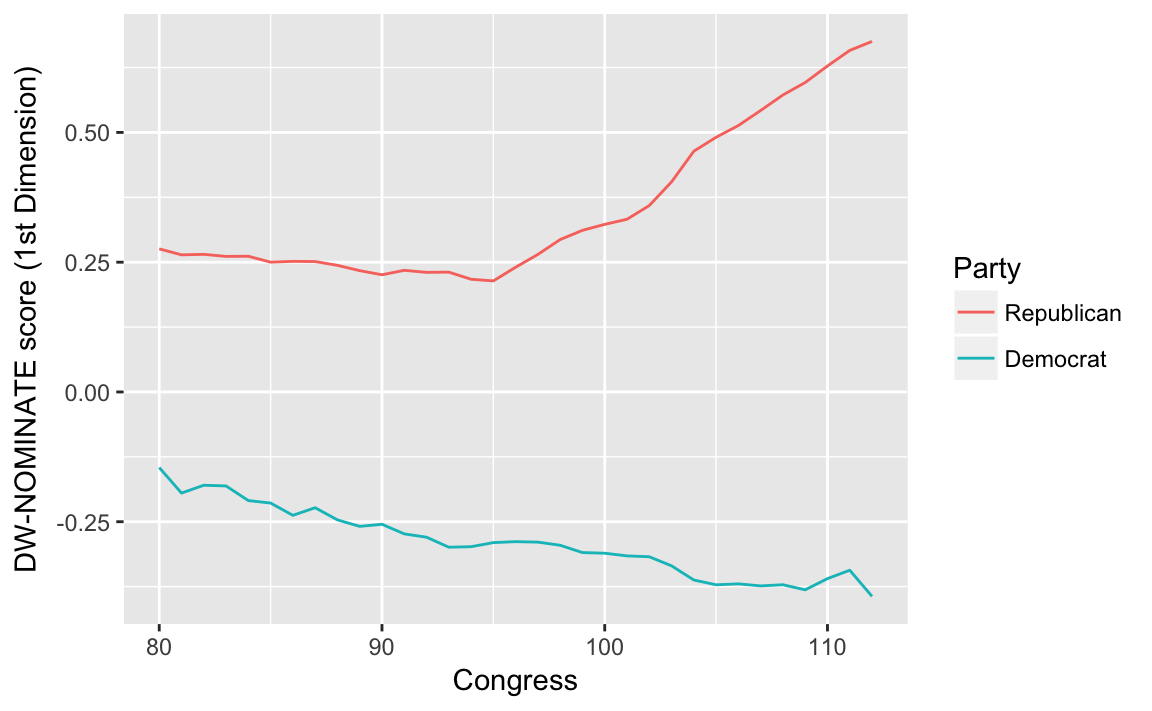 DW-NOMINATE score (1st Dimension)
0.50
0.25
0.00
-0.25
80
90
100
110
Congress
Party
Republican
Democrat